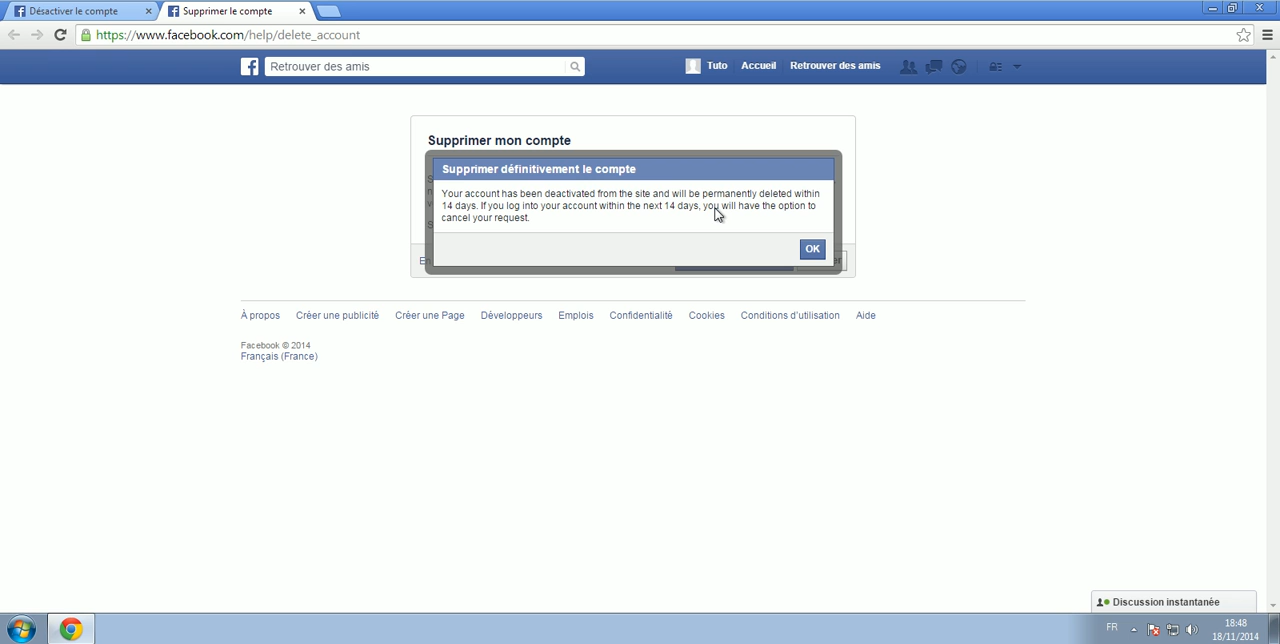 Désactiver le compte
Supprimer le compte
https://www.facebook.com/help/delete_account
Retrouver des amis
Tuto Accueil Retrouver des amis
Supprimer mon compte
Supprimer définitivement le compte
Your account has been deactivated from the site and will be permanently deleted within
14 days. If you log into your account within the next 14 days, you will have the option to
cancel your request.
OK
À propos Créer une publicité Créer une Page Développeurs Emplois Confidentialité Cookies Conditions d'utilisation Aide
Facebook © 2014
Français (France)
Discussion instantanée
FR
18:48
18/11/2014